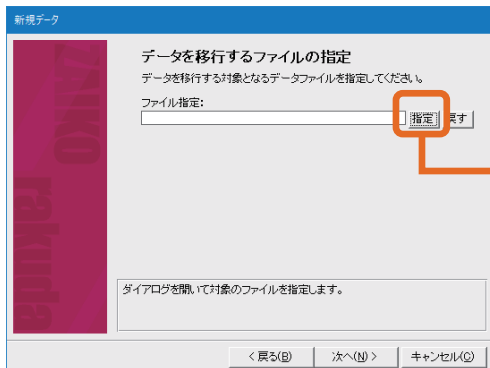 新規データ
ZAIKO rakuda
データを移行するファイルの指定
データを移行する対象となるデータファイルを指定してください。
ファイル指定:
指定 戻す
ダイアログを開いて対象のファイルを指定します。
< 戻る(B) 次へ(N) > キャンセル(C)